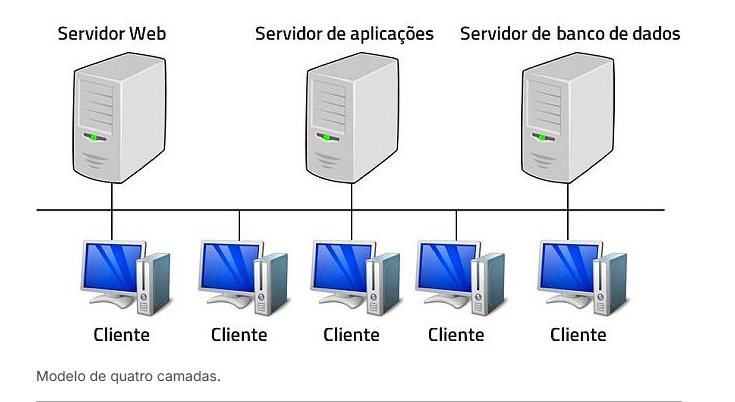 Servidor Web
Servidor de aplicações
Servidor de banco de dados
Cliente
Cliente
Cliente
Cliente
Cliente
Modelo de quatro camadas.